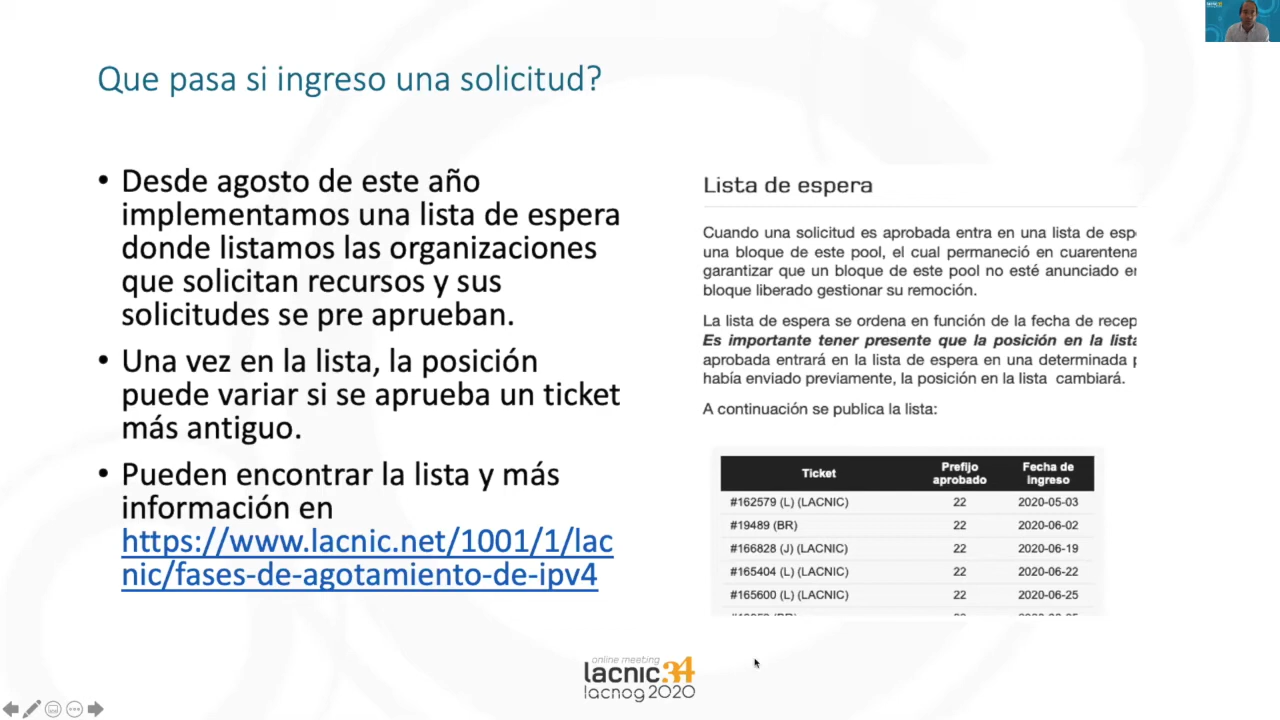 Que pasa si ingreso una solicitud?
• Desde agosto de este año
implementamos una lista de espera
donde listamos las organizaciones
que solicitan recursos y sus
solicitudes se pre aprueban.
• Una vez en la lista, la posición
puede variar si se aprueba un ticket
más antiguo.
• Pueden encontrar la lista y más
información en
https://www.lacnic.net/1001/1/lac
nic/fases-de-agotamiento-de-ipv4
Lista de espera
Cuando una solicitud es aprobada entra en una lista de esp
una bloque de este pool, el cual permaneció en cuarentena
garantizar que un bloque de este pool no esté anunciado e
bloque liberado gestionar su remoción.
La lista de espera se ordena en función de la fecha de recep
Es importante tener presente que la posición en la lista
aprobada entrará en la lista de espera en una determinada p
había enviado previamente, la posición en la lista cambiará.
A continuación se publica la lista:
Ticket Prefijo aprobado Fecha de ingreso
#162579 (L) (LACNIC) 22 2020-05-03
#19489 (BR) 22 2020-06-02
#166828 (J) (LACNIC) 22 2020-06-19
#165404 (L) (LACNIC) 22 2020-06-22
#165600 (L) (LACNIC) 22 2020-06-25
online meeting
lacnic34
lacnog2020